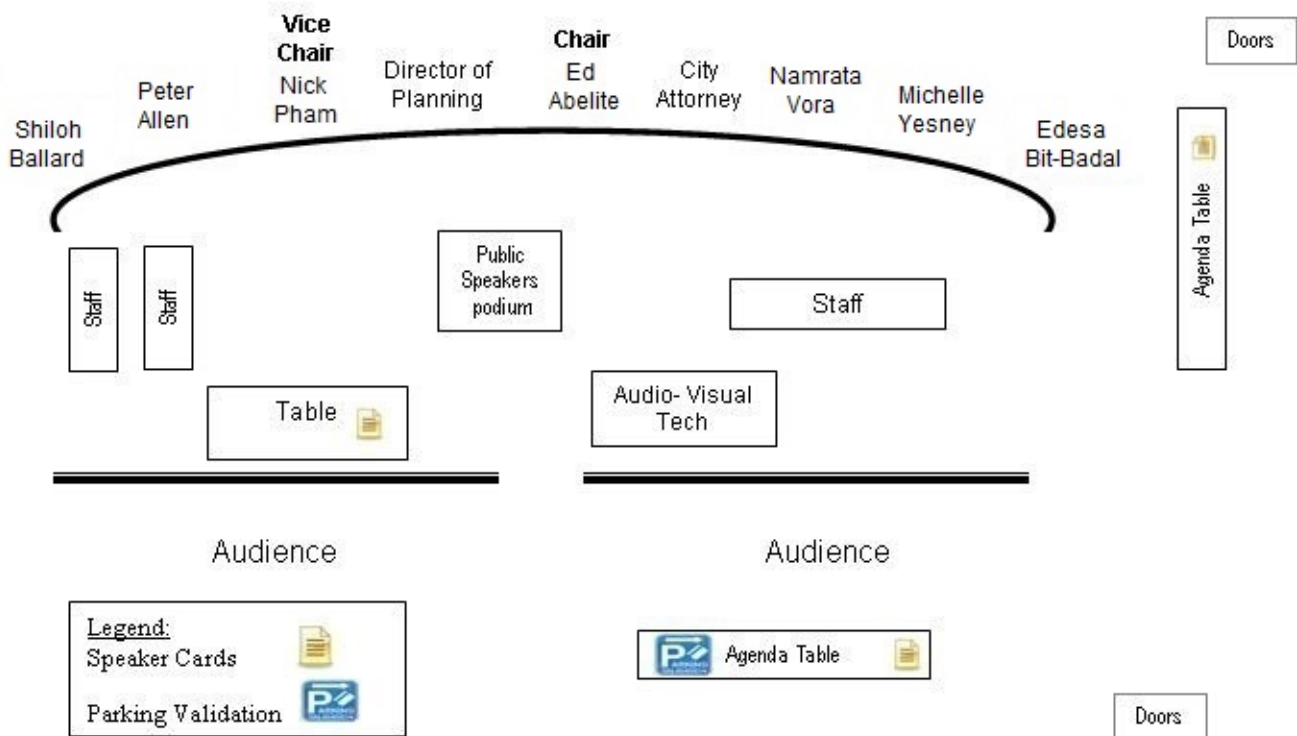 Vice
Chair
Nick
Pham
Director of
Planning
Chair
Ed
Abelite
City
Attorney
Namrata
Vora
Michelle
Yesney
Edesa
Bit-Badal
Peter
Allen
Shiloh
Ballard
Doors
Agenda Table
Staff
Staff
Public
Speakers
podium
Staff
Table
Audio- Visual
Tech
Audience
Audience
Legend:
Speaker Cards
Parking Validation
P
Agenda Table
P
Doors